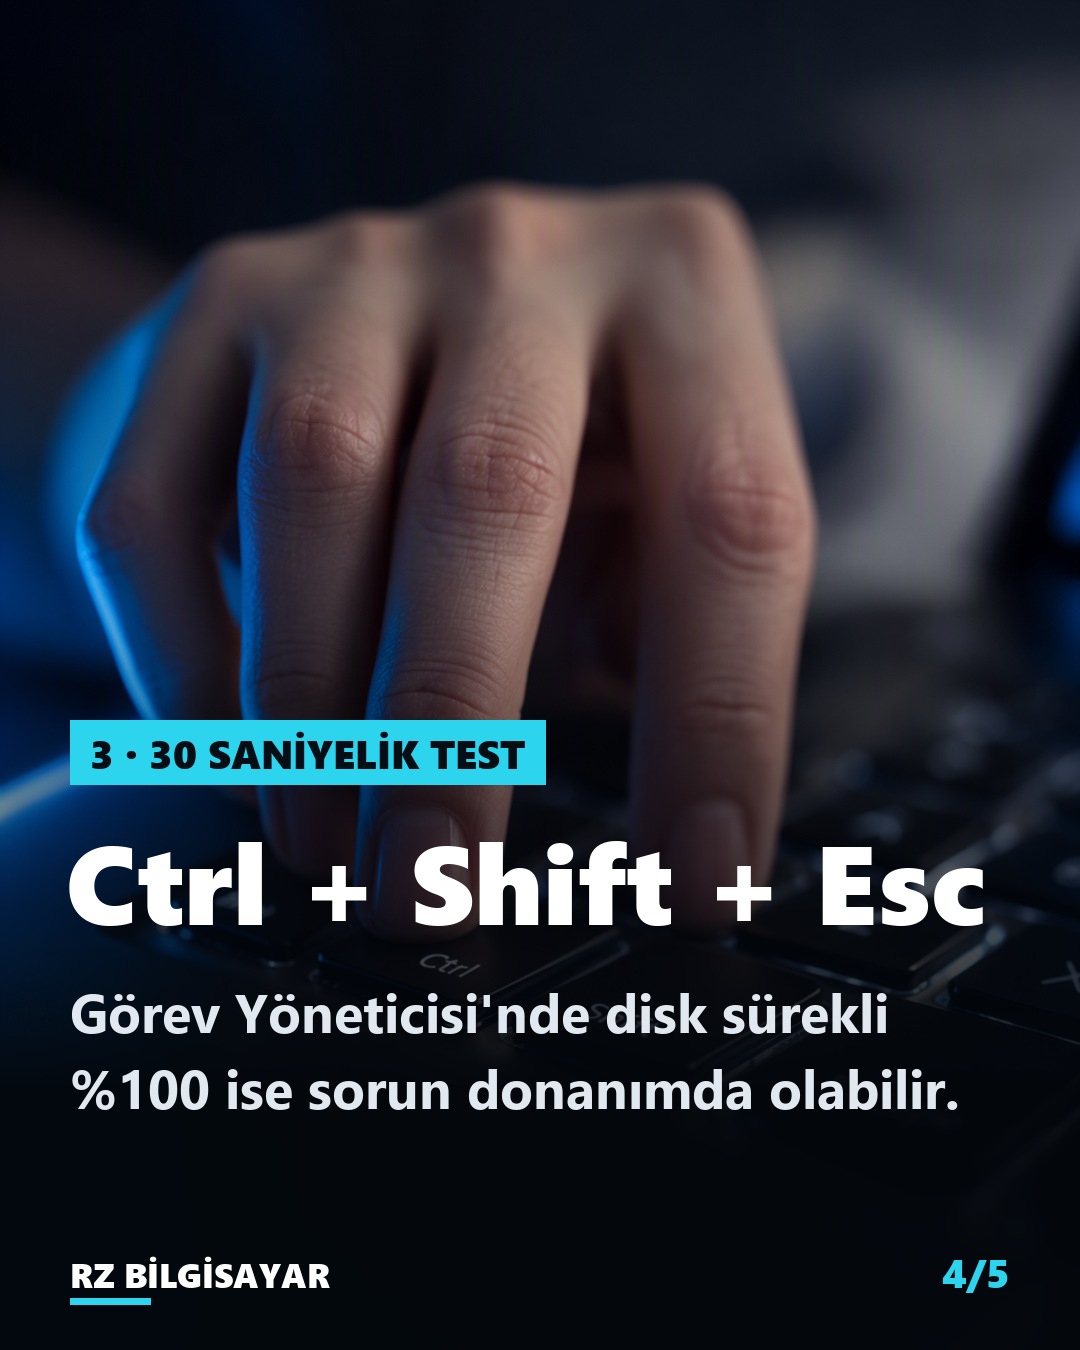 3 · 30 SANİYELİK TEST
Ctrl + Shift + Esc
Ctrl
Görev Yöneticisi'nde disk sürekli
%100 ise sorun donanımda olabilir.
RZ BİLGİSAYAR
4/5